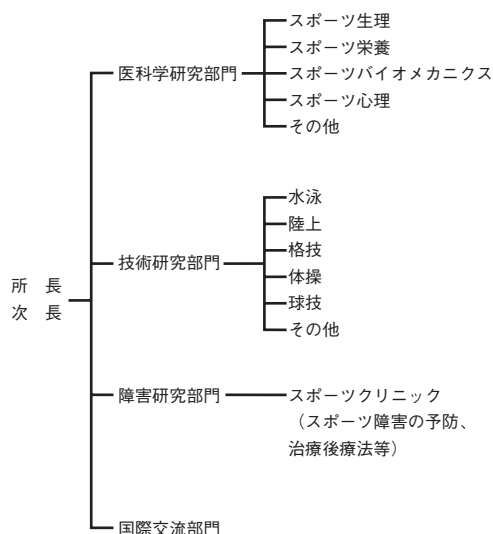 所　長
次　長
医科学研究部門
スポーツ生理
スポーツ栄養
スポーツバイオメカニクス
スポーツ心理
その他
技術研究部門
水泳
陸上
格技
体操
球技
その他
障害研究部門
スポーツクリニック
（スポーツ障害の予防、
治療後療法等）
国際交流部門